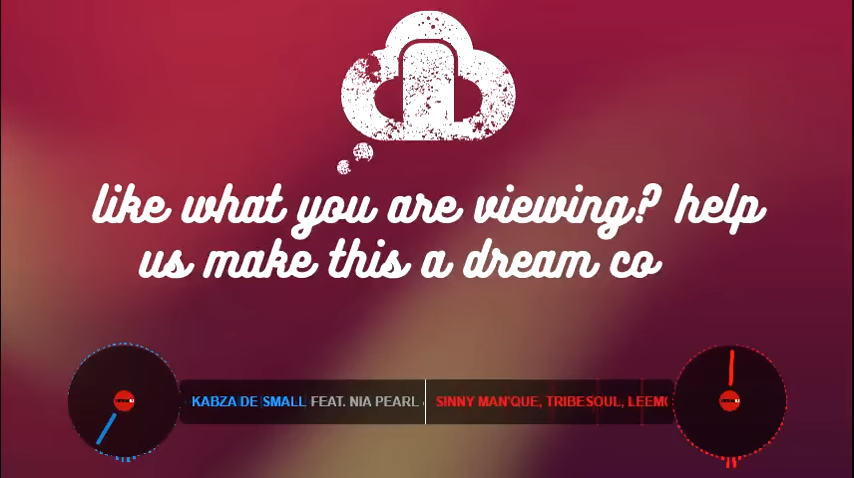 like what you are viewing? help
us make this a dream co
KABZA DE SMALL FEAT. NIA PEARL
SINNY MAN'QUE, TRIBESOUL, LEEM